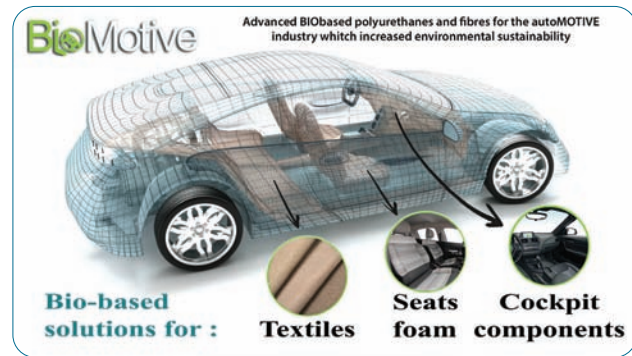 BioMotive
Advanced BIObased polyurethanes and fibres for the autoMOTIVE
industry whitch increased environmental sustainability
Bio-based
solutions for :
Textiles
Seats
foam
Cockpit
components